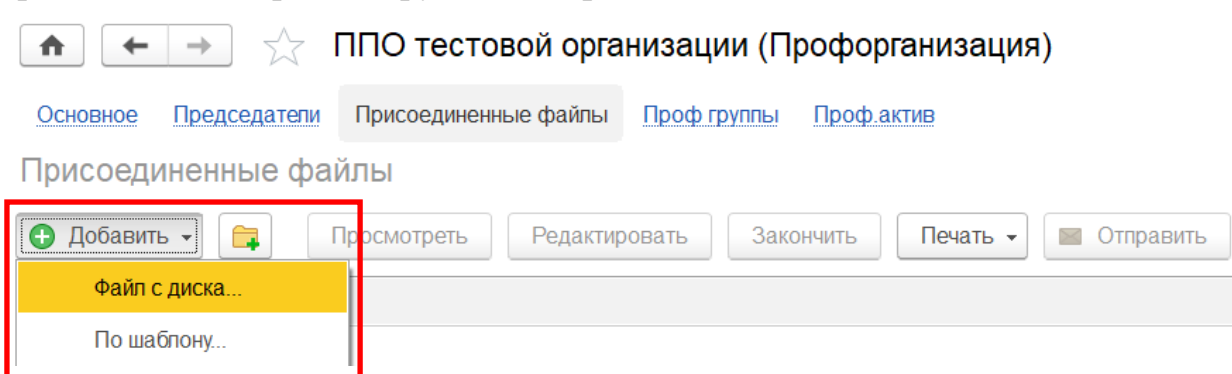 ППО тестовой организации (Профорганизация)
Основное Председатели Присоединенные файлы Проф группы Проф.актив
Присоединенные файлы
Добавить Просмотреть Редактировать Закончить Печать Отправить
Файл с диска...
По шаблону...